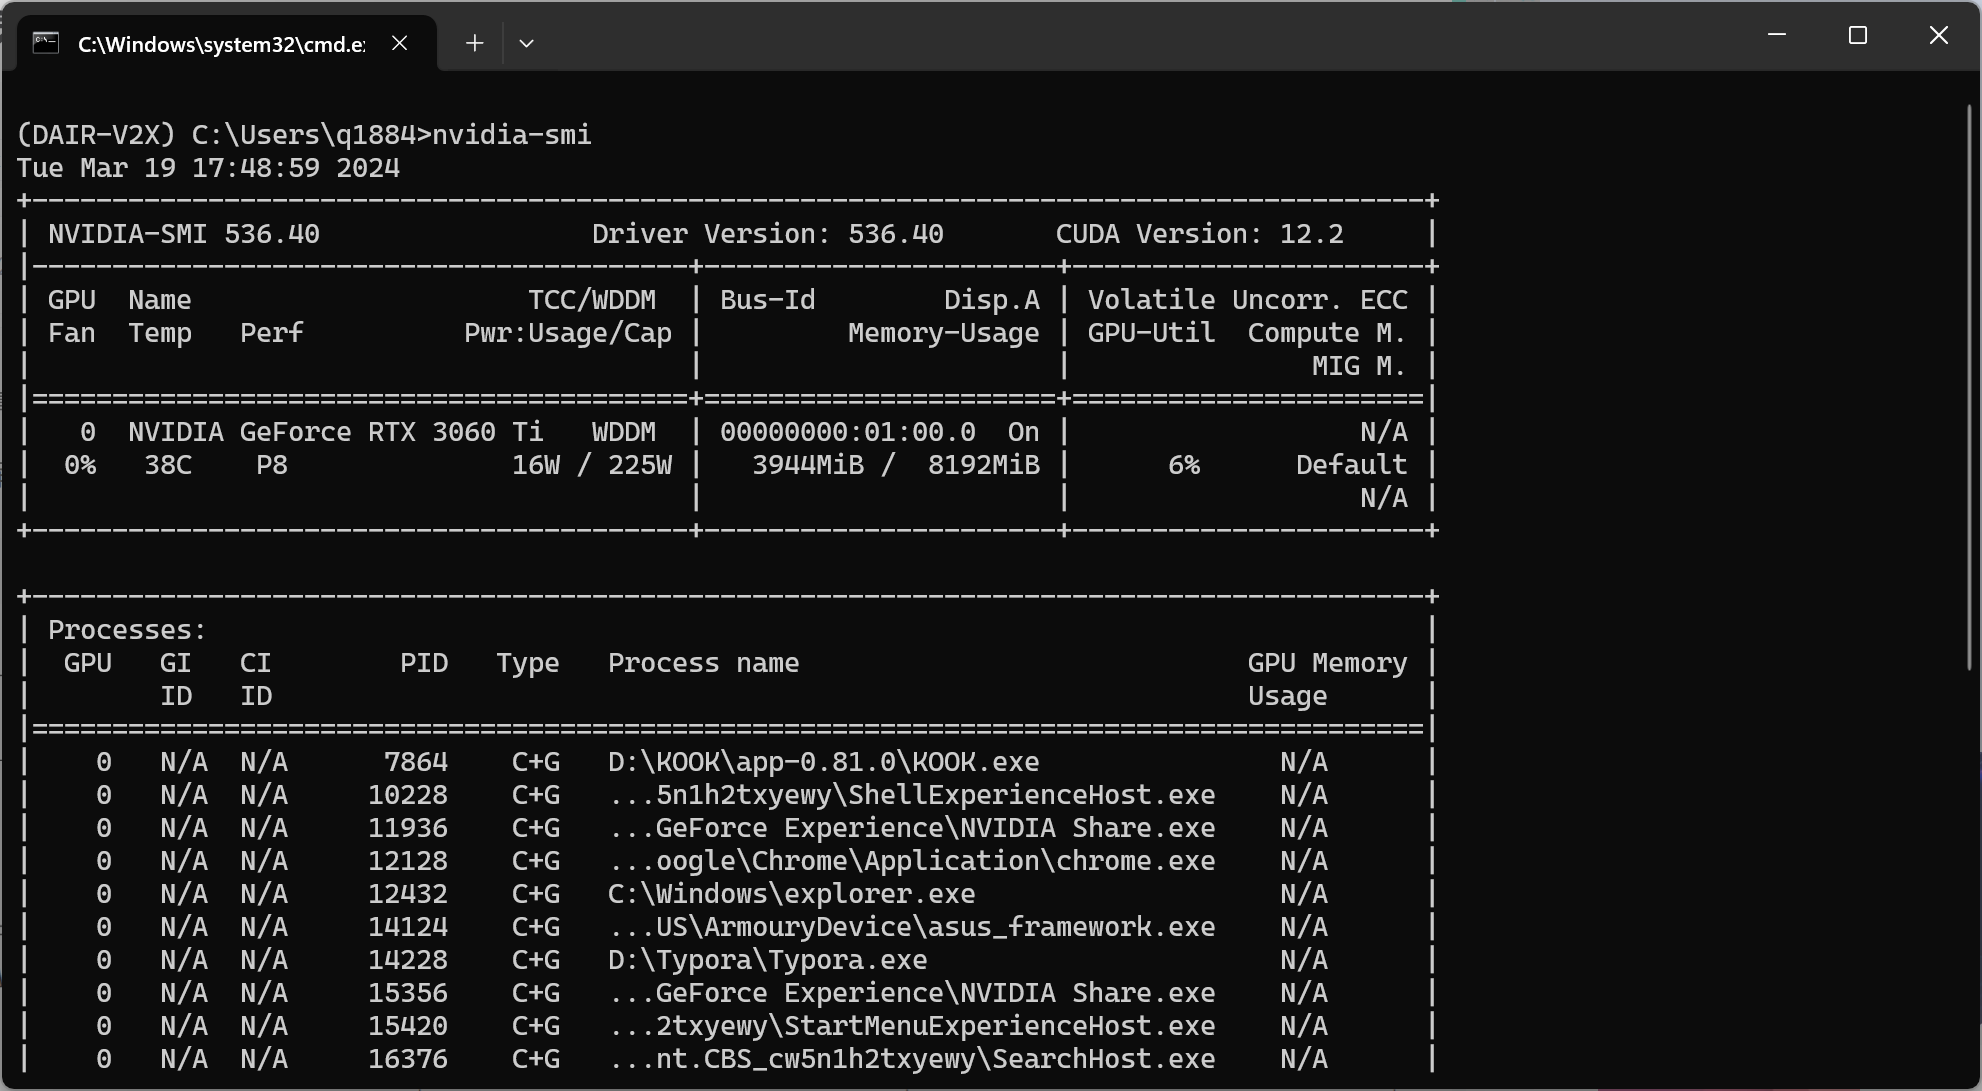 C:\Windows\system32\cmd.e
(DAIR-V2X) C:\Users\q1884>nvidia-smi
Tue Mar 19 17:48:59 2024
+---------------------------------------------------------------------------------------+
| NVIDIA-SMI 536.40                 Driver Version: 536.40       CUDA Version: 12.2     |
|-----------------------------------------+----------------------+----------------------+
| GPU  Name                     TCC/WDDM  | Bus-Id        Disp.A | Volatile Uncorr. ECC |
| Fan  Temp   Perf          Pwr:Usage/Cap |         Memory-Usage | GPU-Util  Compute M. |
|                                         |                      |               MIG M. |
|=========================================+======================+======================|
|   0  NVIDIA GeForce RTX 3060 Ti   WDDM  | 00000000:01:00.0  On |                  N/A |
|  0%   38C    P8              16W / 225W |   3944MiB /  8192MiB |      6%      Default |
|                                         |                      |                  N/A |
+-----------------------------------------+----------------------+----------------------+
+---------------------------------------------------------------------------------------+
| Processes:                                                                            |
|  GPU   GI   CI        PID   Type   Process name                            GPU Memory |
|        ID   ID                                                             Usage      |
|=======================================================================================|
|    0   N/A  N/A      7864    C+G   D:\KOOK\app-0.81.0\KOOK.exe               N/A      |
|    0   N/A  N/A     10228    C+G   ...5n1h2txyewy\ShellExperienceHost.exe    N/A      |
|    0   N/A  N/A     11936    C+G   ...GeForce Experience\NVIDIA Share.exe    N/A      |
|    0   N/A  N/A     12128    C+G   ...oogle\Chrome\Application\chrome.exe    N/A      |
|    0   N/A  N/A     12432    C+G   C:\Windows\explorer.exe                   N/A      |
|    0   N/A  N/A     14124    C+G   ...US\ArmouryDevice\asus_framework.exe    N/A      |
|    0   N/A  N/A     14228    C+G   D:\Typora\Typora.exe                      N/A      |
|    0   N/A  N/A     15356    C+G   ...GeForce Experience\NVIDIA Share.exe    N/A      |
|    0   N/A  N/A     15420    C+G   ...2txyewy\StartMenuExperienceHost.exe    N/A      |
|    0   N/A  N/A     16376    C+G   ...nt.CBS_cw5n1h2txyewy\SearchHost.exe    N/A      |